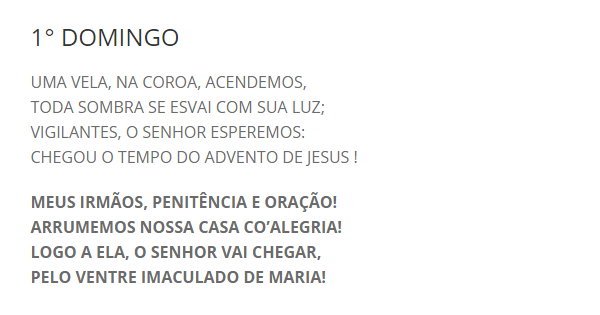 1° DOMINGO
UMA VELA, NA COROA, ACENDEMOS,
TODA SOMBRA SE ESVAI COM SUA LUZ;
VIGILANTES, O SENHOR ESPEREMOS:
CHEGOU O TEMPO DO ADVENTO DE JESUS !
MEUS IRMÃOS, PENITÊNCIA E ORAÇÃO!
ARRUMEMOS NOSSA CASA CO’ALEGRIA!
LOGO A ELA, O SENHOR VAI CHEGAR,
PELO VENTRE IMACULADO DE MARIA!